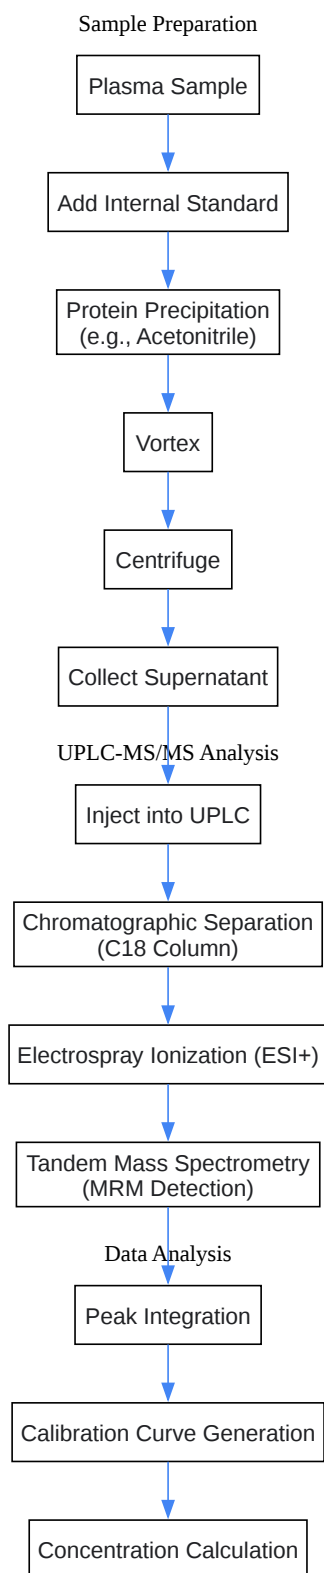 Sample Preparation
Plasma Sample
Add Internal Standard
Protein Precipitation
(e.g., Acetonitrile)
Vortex
Centrifuge
Collect Supernatant
UPLC-MS/MS Analysis
Inject into UPLC
Chromatographic Separation
(C18 Column)
Electrospray Ionization (ESI+)
Tandem Mass Spectrometry
(MRM Detection)
Data Analysis
Peak Integration
Calibration Curve Generation
Concentration Calculation